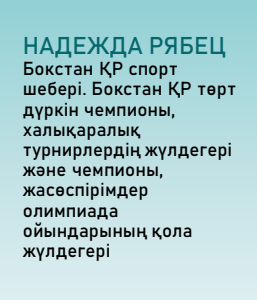 НАДЕЖДА РЯБЕЦ
Бокстан ҚР спорт
шебері. Бокстан ҚР төрт
дүркін чемпионы,
халықаралық
турнирлердің жүлдегері
және чемпионы,
жасөспірімдер
олимпиада
ойындарының қола
жүлдегері